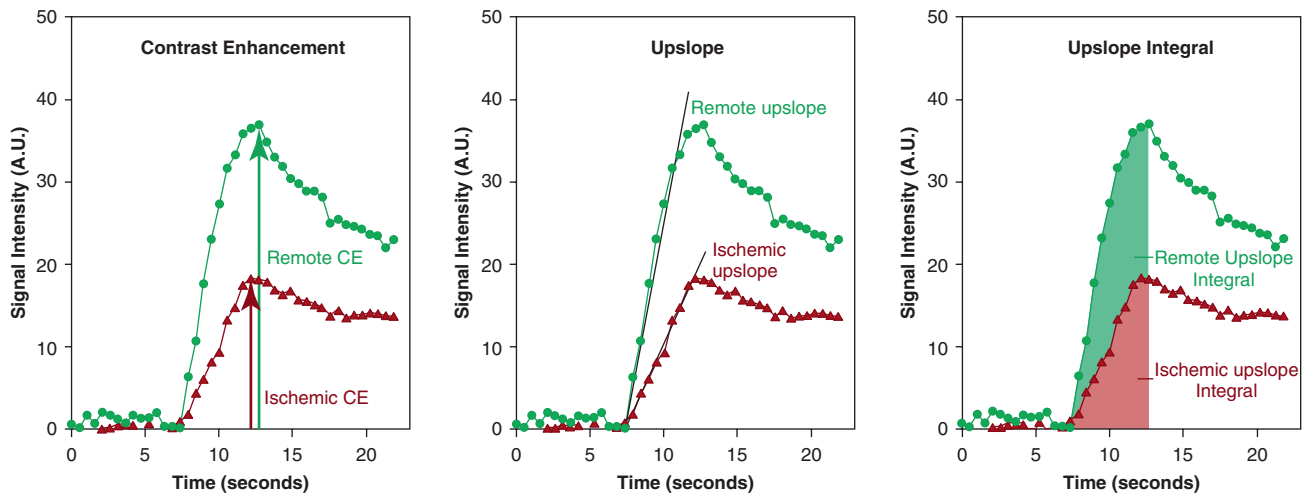 Contrast Enhancement
Signal Intensity (A.U.)
50
40
30
20
10
0
Remote CE
Ischemic CE
0 5 10 15 20
Time (seconds)
Upslope
Signal Intensity (A.U.)
50
40
30
20
10
0
Remote upslope
Ischemic
upslope
0 5 10 15 20
Time (seconds)
Upslope Integral
Signal Intensity (A.U.)
50
40
30
20
10
0
Remote Upslope
Integral
Ischemic upslope
Integral
0 5 10 15 20
Time (seconds)